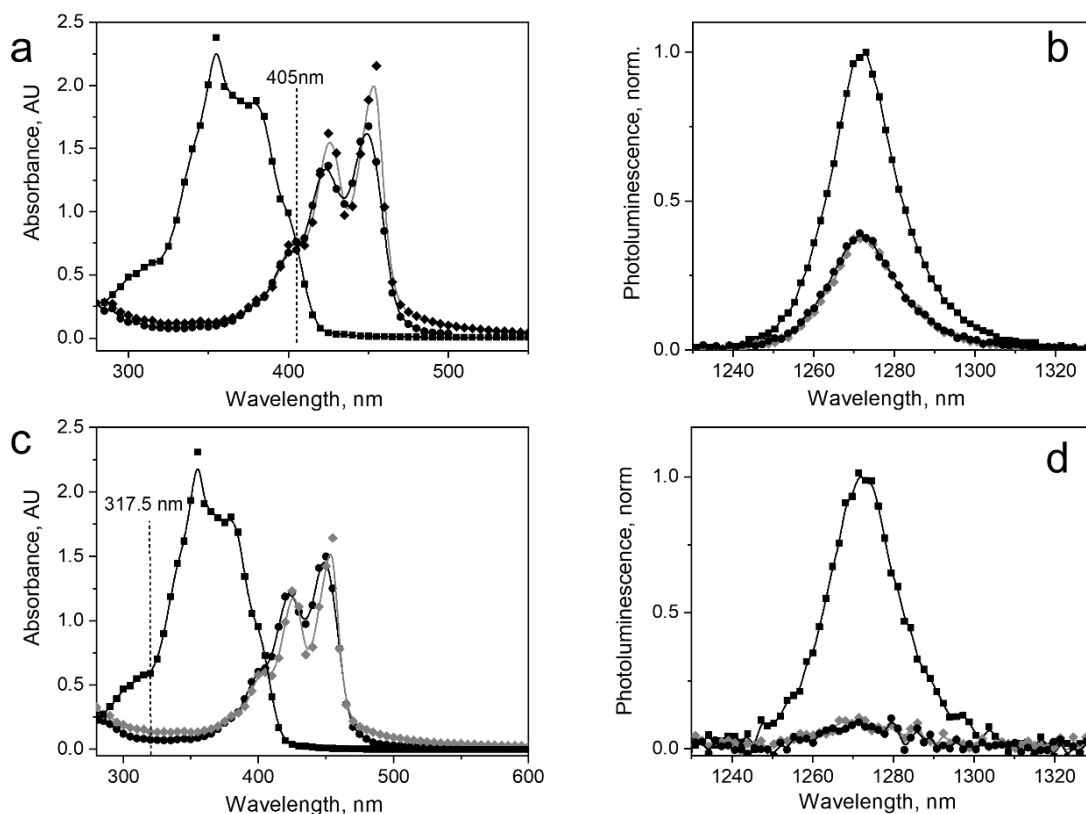 a
2.5
2.0
1.5
1.0
0.5
0.0
Absorbance, AU
405nm
300 400 500
Wavelength, nm
b
1.0
0.5
0.0
Photoluminescence, norm.
1240 1260 1280 1300 1320
Wavelength, nm
c
2.5
2.0
1.5
1.0
0.5
0.0
Absorbance, AU
317.5 nm
300 400 500 600
Wavelength, nm
d
1.0
0.5
0.0
Photoluminescence, norm
1240 1260 1280 1300 1320
Wavelength, nm